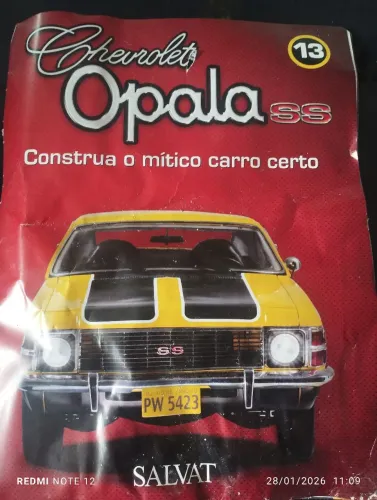 Chevrolet
13
Opala SS
Construa o mítico carro certo
SS
PW 5423
SALVAT
REDMI NOTE 12
28/01/2026 11:09